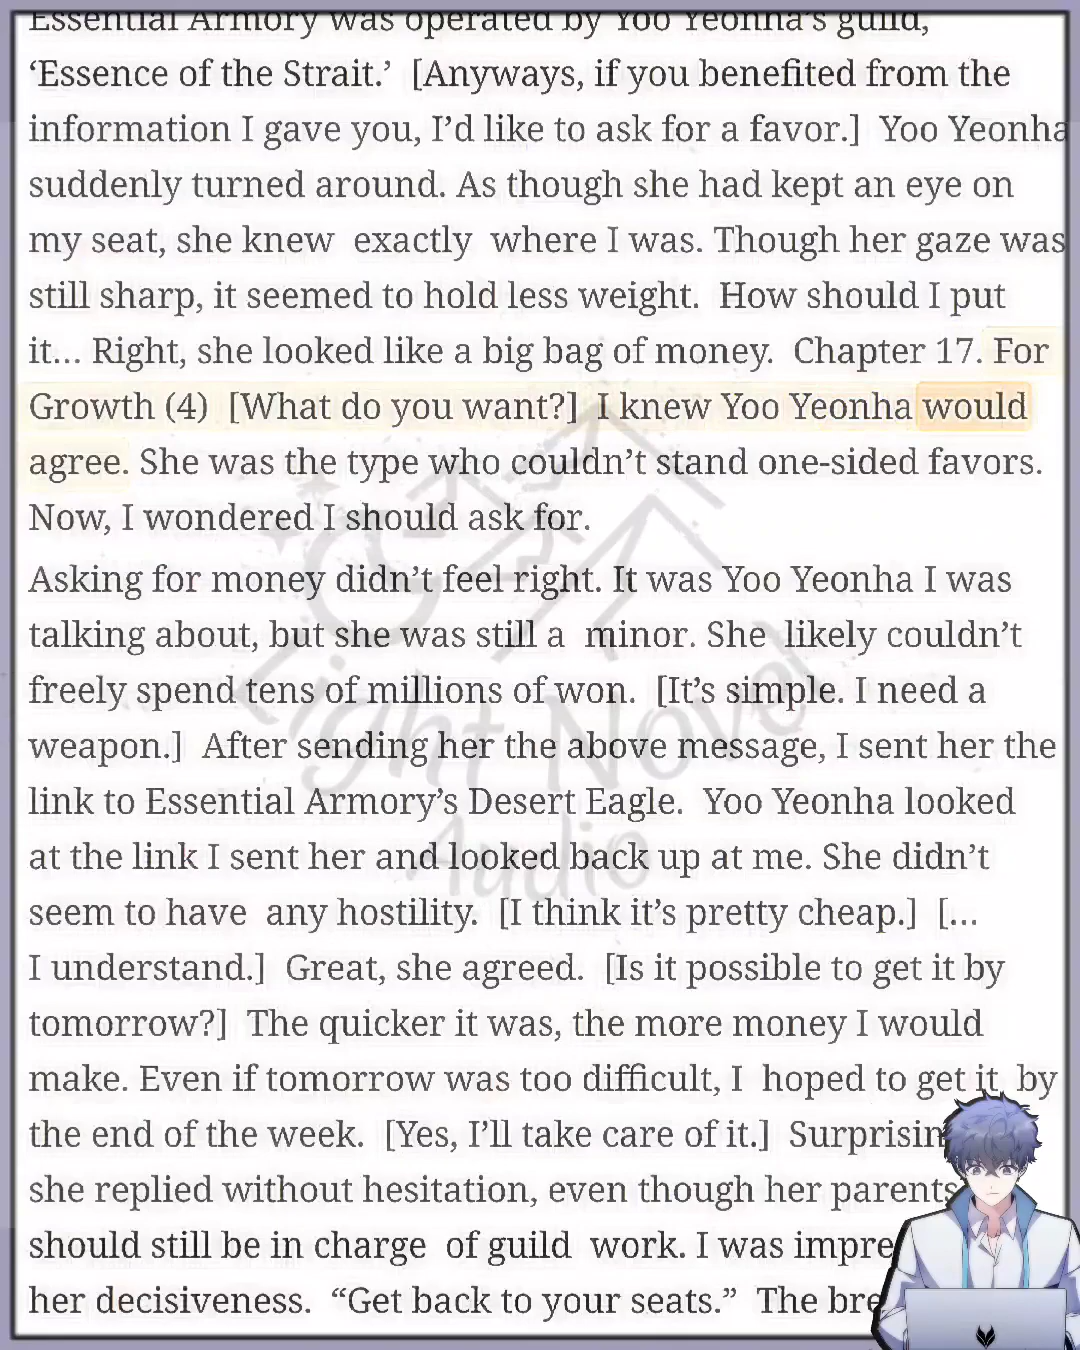 Essential Armory was operated by Yoo Yeonha's guild,
‘Essence of the Strait.’ [Anyways, if you benefited from the
information I gave you, I’d like to ask for a favor.] Yoo Yeonha
suddenly turned around. As though she had kept an eye on
my seat, she knew exactly where I was. Though her gaze was
still sharp, it seemed to hold less weight. How should I put
it... Right, she looked like a big bag of money. Chapter 17. For
Growth (4) [What do you want?] I knew Yoo Yeonha would
agree. She was the type who couldn’t stand one-sided favors.
Now, I wondered I should ask for.
Asking for money didn’t feel right. It was Yoo Yeonha I was
talking about, but she was still a minor. She likely couldn’t
freely spend tens of millions of won. [It’s simple. I need a
weapon.] After sending her the above message, I sent her the
link to Essential Armory’s Desert Eagle. Yoo Yeonha looked
at the link I sent her and looked back up at me. She didn’t
seem to have any hostility. [I think it’s pretty cheap.] [...
I understand.] Great, she agreed. [Is it possible to get it by
tomorrow?] The quicker it was, the more money I would
make. Even if tomorrow was too difficult, I hoped to get it by
the end of the week. [Yes, I’ll take care of it.] Surprisin
she replied without hesitation, even though her parents
should still be in charge of guild work. I was impre
her decisiveness. “Get back to your seats.” The bre
Light Novel
Audio